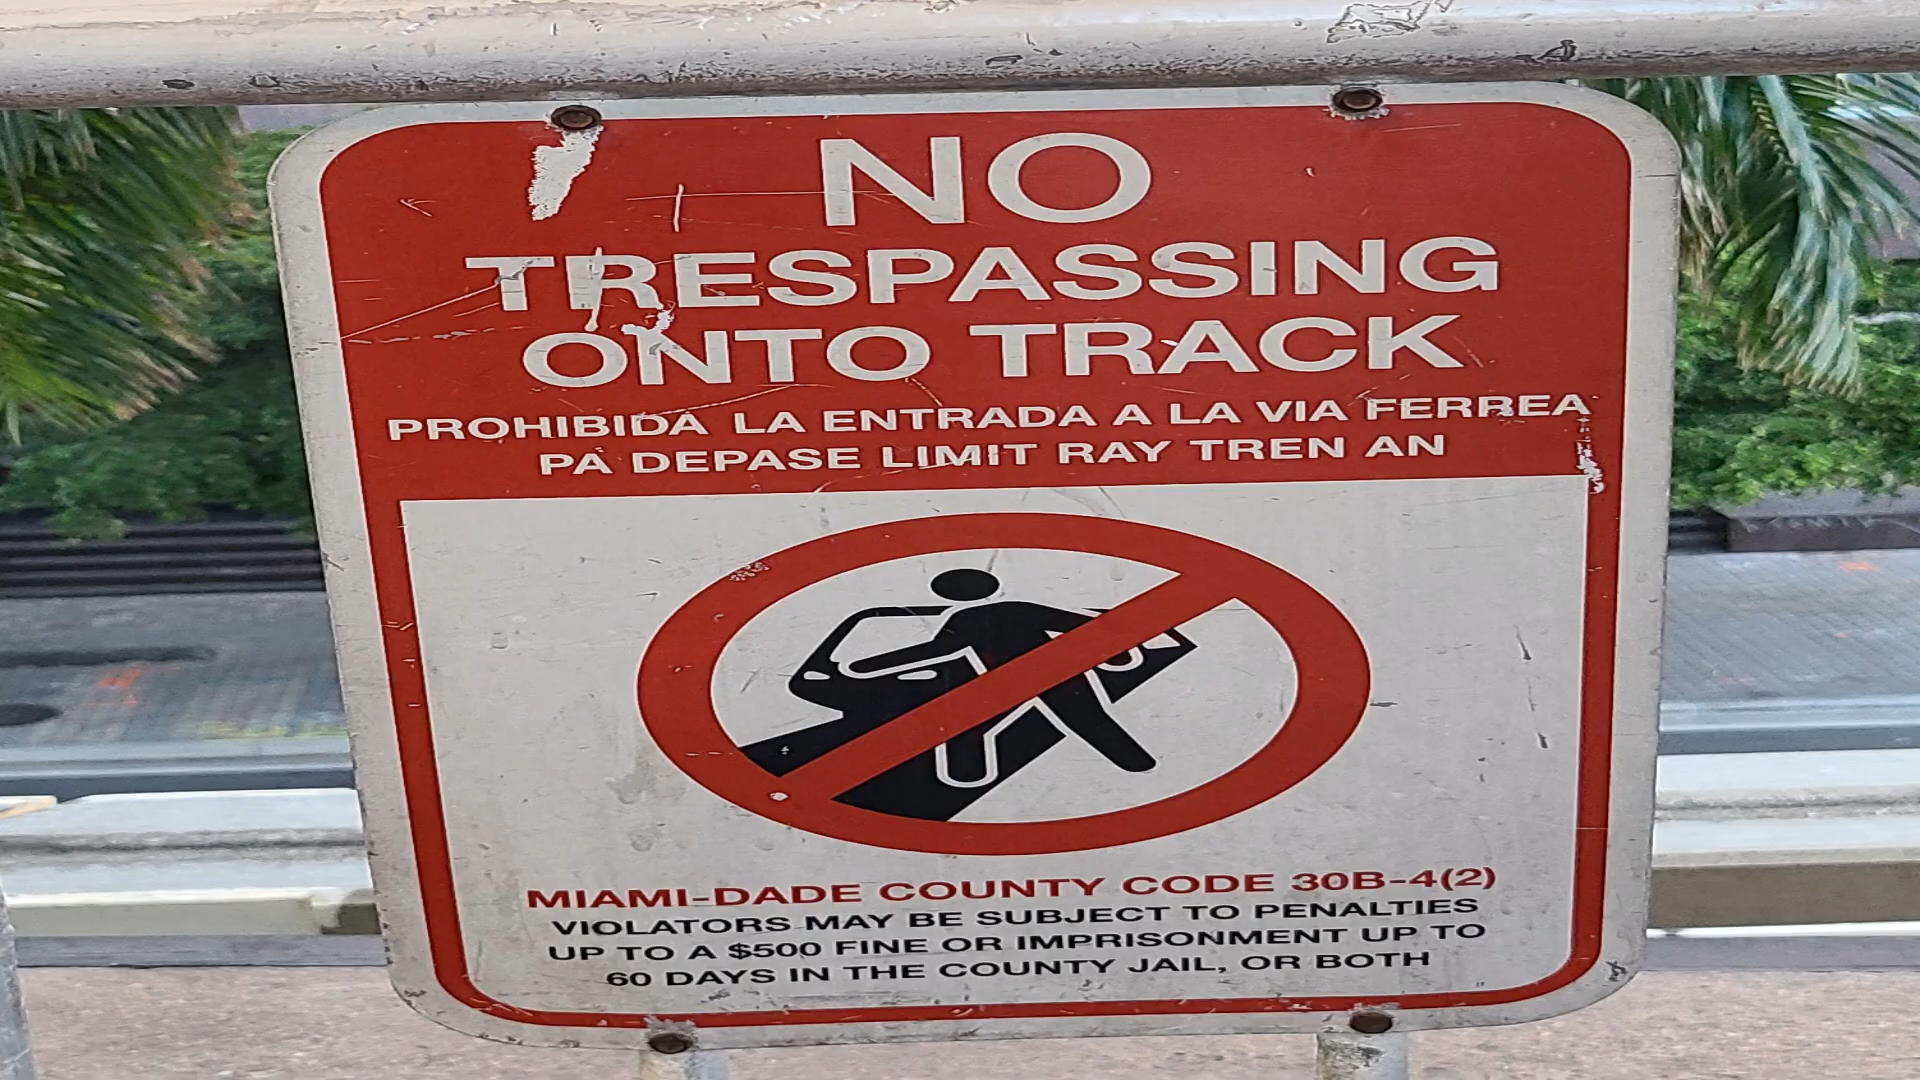 NO
TRESPASSING
ONTO TRACK
PROHIBIDA LA ENTRADA A LA VIA FERREA
PA DEPASE LIMIT RAY TREN AN
MIAMI-DADE COUNTY CODE 30B-4(2)
VIOLATORS MAY BE SUBJECT TO PENALTIES
UP TO A $500 FINE OR IMPRISONMENT UP TO
60 DAYS IN THE COUNTY JAIL, OR BOTH